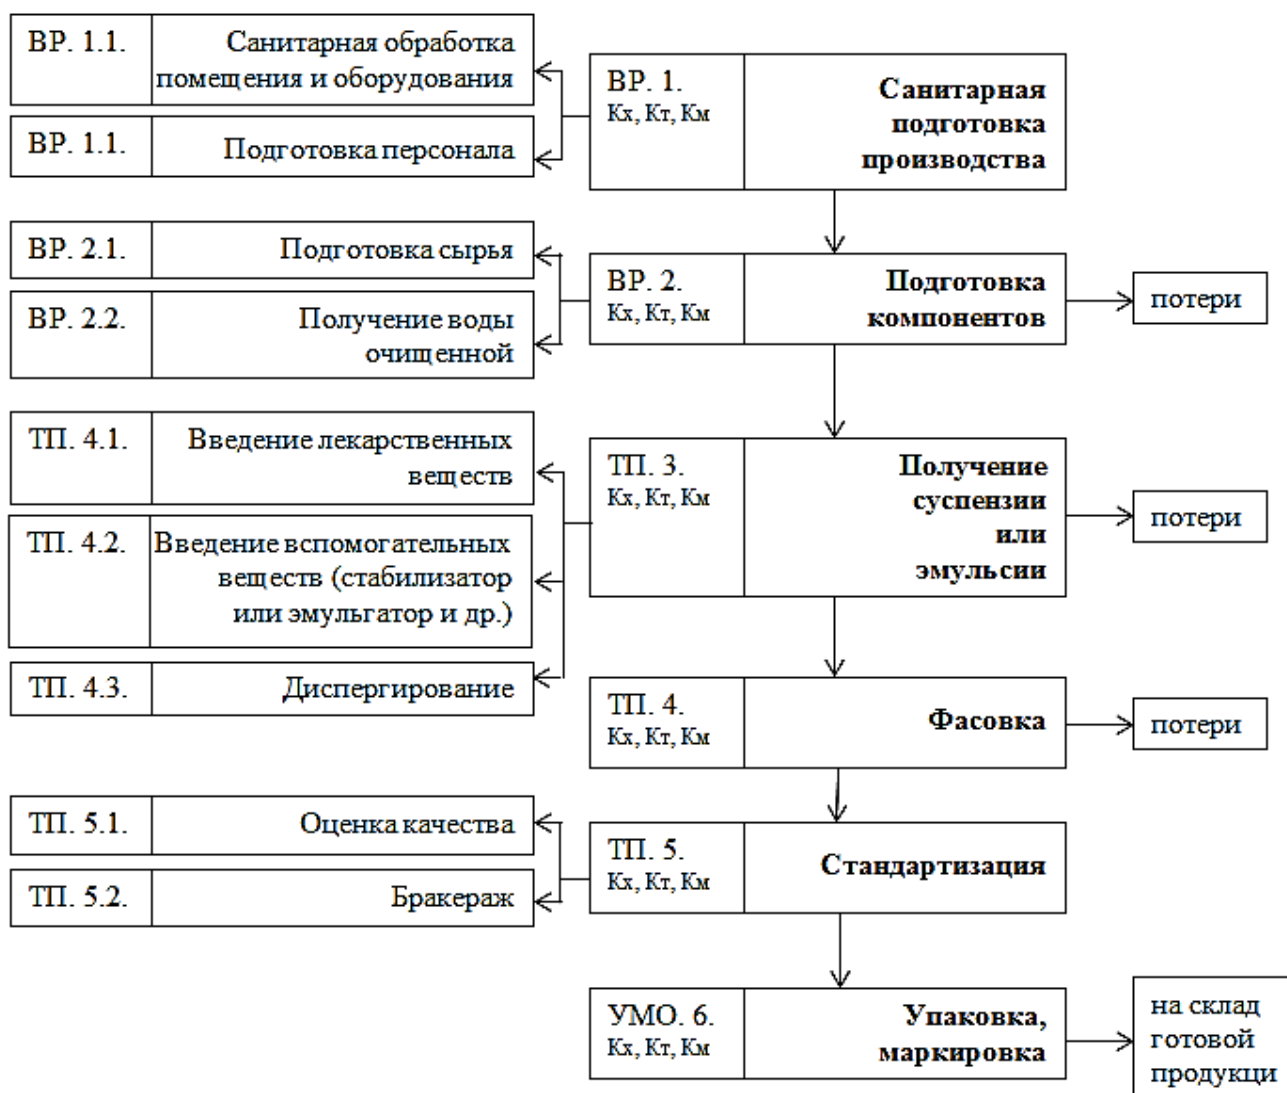 ВР. 1.1.
Санитарная обработка
помещения и оборудования
ВР. 1.1.
Подготовка персонала
ВР. 1.
Кх, Кт, Км
Санитарная
подготовка
производства
ВР. 2.1.
Подготовка сырья
ВР. 2.2.
Получение воды
очищенной
ВР. 2.
Кх, Кт, Км
Подготовка
компонентов
потери
ТП. 4.1.
Введение лекарственных
веществ
ТП. 4.2.
Введение вспомогательных
веществ (стабилизатор
или эмульгатор и др.)
ТП. 4.3.
Диспергирование
ТП. 3.
Кх, Кт, Км
Получение
суспензии
или
эмульсии
потери
ТП. 4.
Кх, Кт, Км
Фасовка
потери
ТП. 5.1.
Оценка качества
ТП. 5.2.
Бракераж
ТП. 5.
Кх, Кт, Км
Стандартизация
УМО. 6.
Кх, Кт, Км
Упаковка,
маркировка
на склад
готовой
продукци